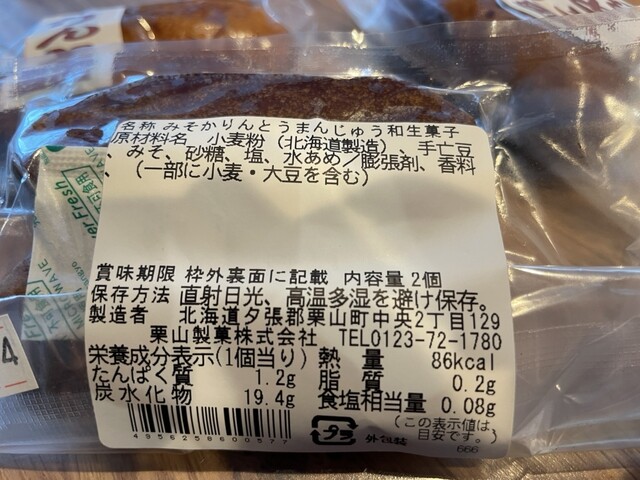 名称 みそかりんとうまんじゅう和生菓子
原材料名 小麦粉（北海道製造）、手亡豆
、みそ、砂糖、塩、水あめ／膨張剤、香料
、（一部に小麦・大豆を含む）
賞味期限 枠外裏面に記載 内容量 2個
保存方法 直射日光、高温多湿を避け保存。
製造者 北海道夕張郡栗山町中央2丁目129
栗山製菓株式会社 TEL0123-72-1780
栄養成分表示(1個当り) 熱量 86kcal
たんぱく質 1.2g 脂質 0.2g
炭水化物 19.4g 食塩相当量 0.08g
(この表示値は
目安です。)
4956256600577
プラ 外包装
666
4